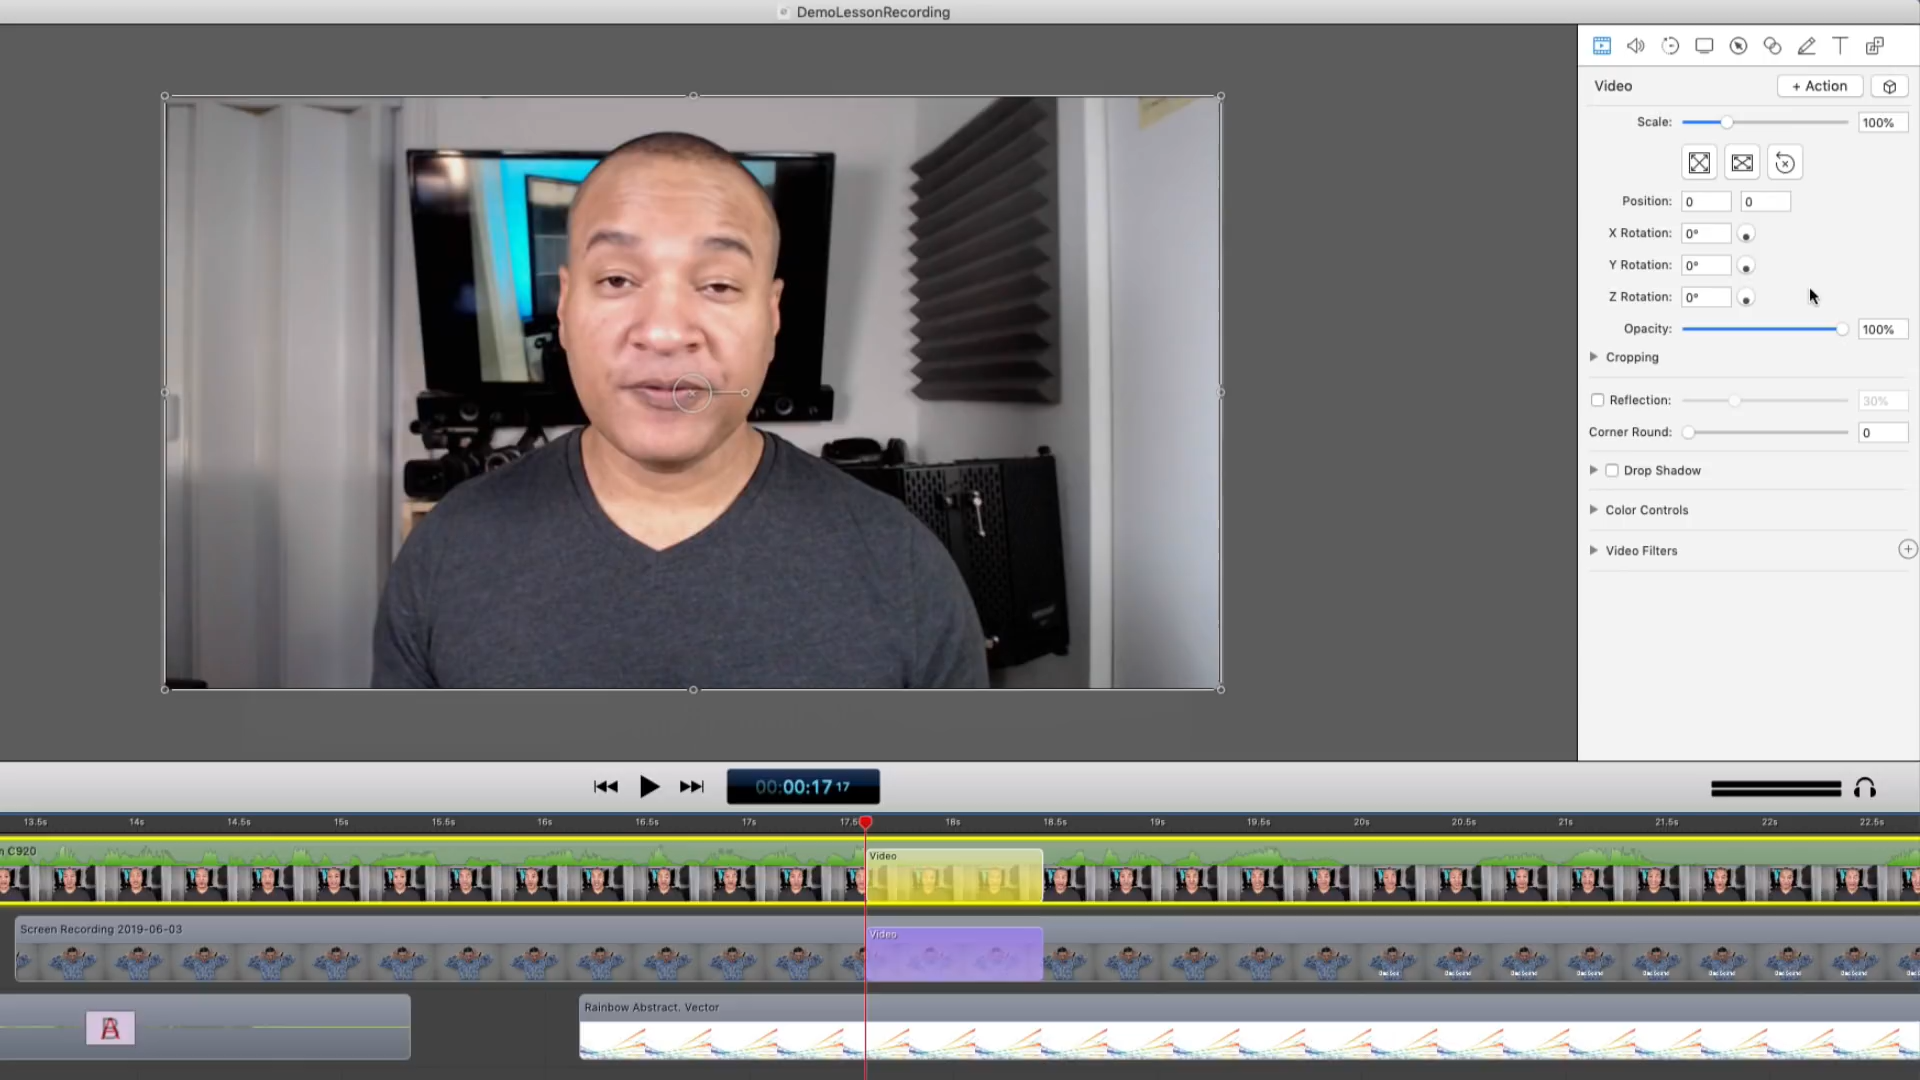 DemoLessonRecording
Video
+ Action
Scale:
100%
Position:
0
0
X Rotation:
0°
Y Rotation:
0°
Z Rotation:
0°
Opacity:
100%
Cropping
Reflection:
30%
Corner Round:
0
Drop Shadow
Color Controls
Video Filters
00:00:17 17
13.5s 14s 14.5s 15s 15.5s 16s 16.5s 17s 17.5 18s 18.5s 19s 19.5s 20s 20.5s 21s 21.5s 22s 22.5s
n C920
Video
Screen Recording 2019-06-03
Video
Rainbow Abstract. Vector